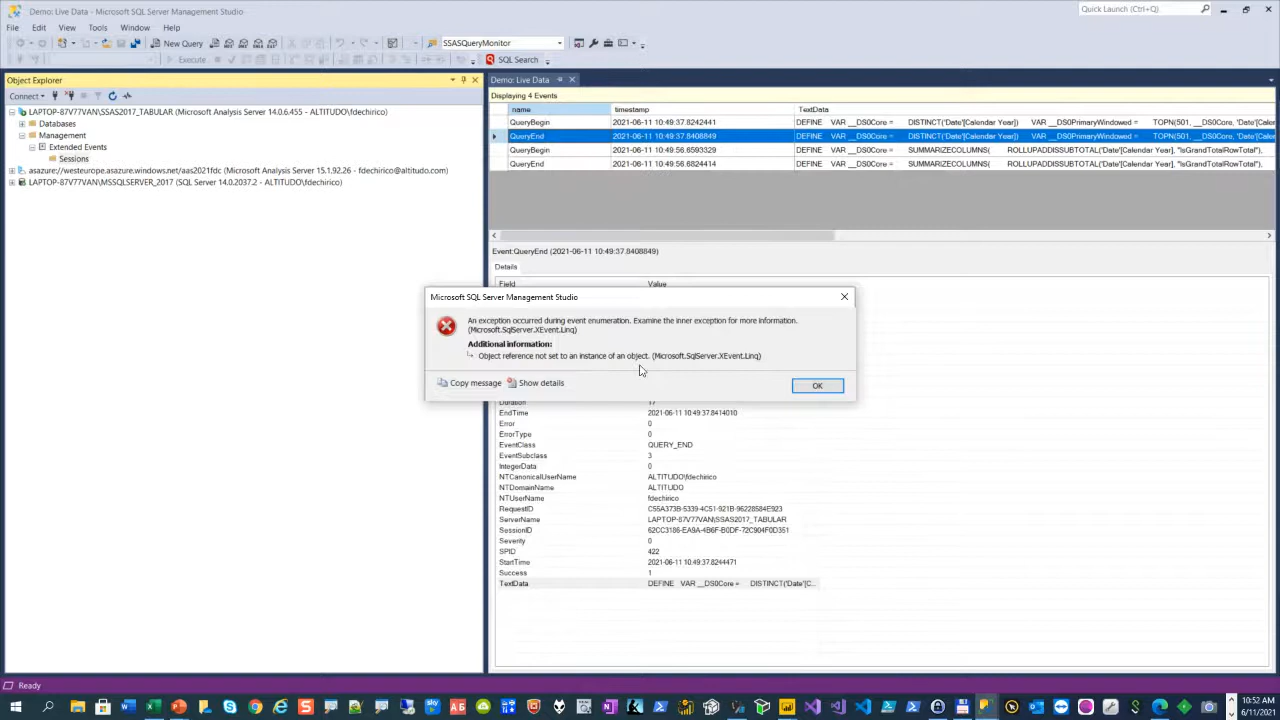 Demo: Live Data - Microsoft SQL Server Management Studio
Quick Launch (Ctrl+Q)
File Edit View Tools Window Help
New Query
SSASQueryMonitor
Execute
SQL Search
Object Explorer
Demo: Live Data
Connect
Displaying 4 Events
name timestamp TextData
LAPTOP-87V77VAN\SSAS2017_TABULAR (Microsoft Analysis Server 14.0.6.455 - ALTITUDO\fdechirico)
Databases
Management
Extended Events
Sessions
asazure://westeurope.asazure.windows.net/aas2021fdc (Microsoft Analysis Server 15.1.92.26 - fdechirico@altitudo.com)
LAPTOP-87V77VAN\MSSQLSERVER_2017 (SQL Server 14.0.2037.2 - ALTITUDO\fdechirico)
QueryBegin 2021-06-11 10:49:37.8242441 DEFINE VAR __DS0Core = DISTINCT('Date'[Calendar Year]) VAR __DS0PrimaryWindowed = TOPN(501, __DS0Core, 'Date'[Calen
QueryEnd 2021-06-11 10:49:37.8408849 DEFINE VAR __DS0Core = DISTINCT('Date'[Calendar Year]) VAR __DS0PrimaryWindowed = TOPN(501, __DS0Core, 'Date'[Calen
QueryBegin 2021-06-11 10:49:56.6593329 DEFINE VAR __DS0Core = SUMMARIZECOLUMNS( ROLLUPADDISSUBTOTAL('Date'[Calendar Year], "IsGrandTotalRowTotal"),
QueryEnd 2021-06-11 10:49:56.6824414 DEFINE VAR __DS0Core = SUMMARIZECOLUMNS( ROLLUPADDISSUBTOTAL('Date'[Calendar Year], "IsGrandTotalRowTotal"),
Event:QueryEnd (2021-06-11 10:49:37.8408849)
Details
Field Value
Microsoft SQL Server Management Studio
An exception occurred during event enumeration. Examine the inner exception for more information.
(Microsoft.SqlServer.XEvent.Linq)
Additional information:
Object reference not set to an instance of an object. (Microsoft.SqlServer.XEvent.Linq)
Copy message Show details OK
Duration 17
EndTime 2021-06-11 10:49:37.8414010
Error 0
ErrorType 0
EventClass QUERY_END
EventSubclass 3
IntegerData 0
NTCanonicalUserName ALTITUDO\fdechirico
NTDomainName ALTITUDO
NTUserName fdechirico
RequestID C55A373B-5339-4C51-921B-96228584E923
ServerName LAPTOP-87V77VAN\SSAS2017_TABULAR
SessionID 62CC3186-EA9A-4B6F-B0DF-72C904F0D351
Severity 0
SPID 422
StartTime 2021-06-11 10:49:37.8244471
Success 1
TextData DEFINE VAR __DS0Core = DISTINCT('Date'[C...
Ready
10:52 AM
6/11/2021